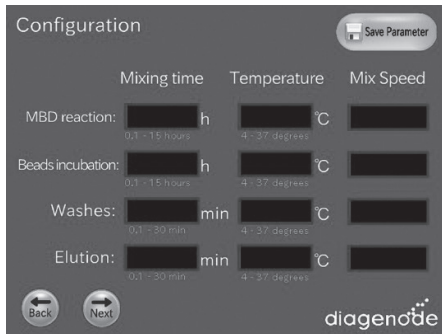 Configuration
Save Parameter
Mixing time Temperature Mix Speed
MBD reaction: h °C
0,1 - 15 hours 4 - 37 degrees
Beads incubation: h °C
0,1 - 15 hours 4 - 37 degrees
Washes: min °C
0,1 - 30 min 4 - 37 degrees
Elution: min °C
0,1 - 30 min 4 - 37 degrees
Back Next
diagenode